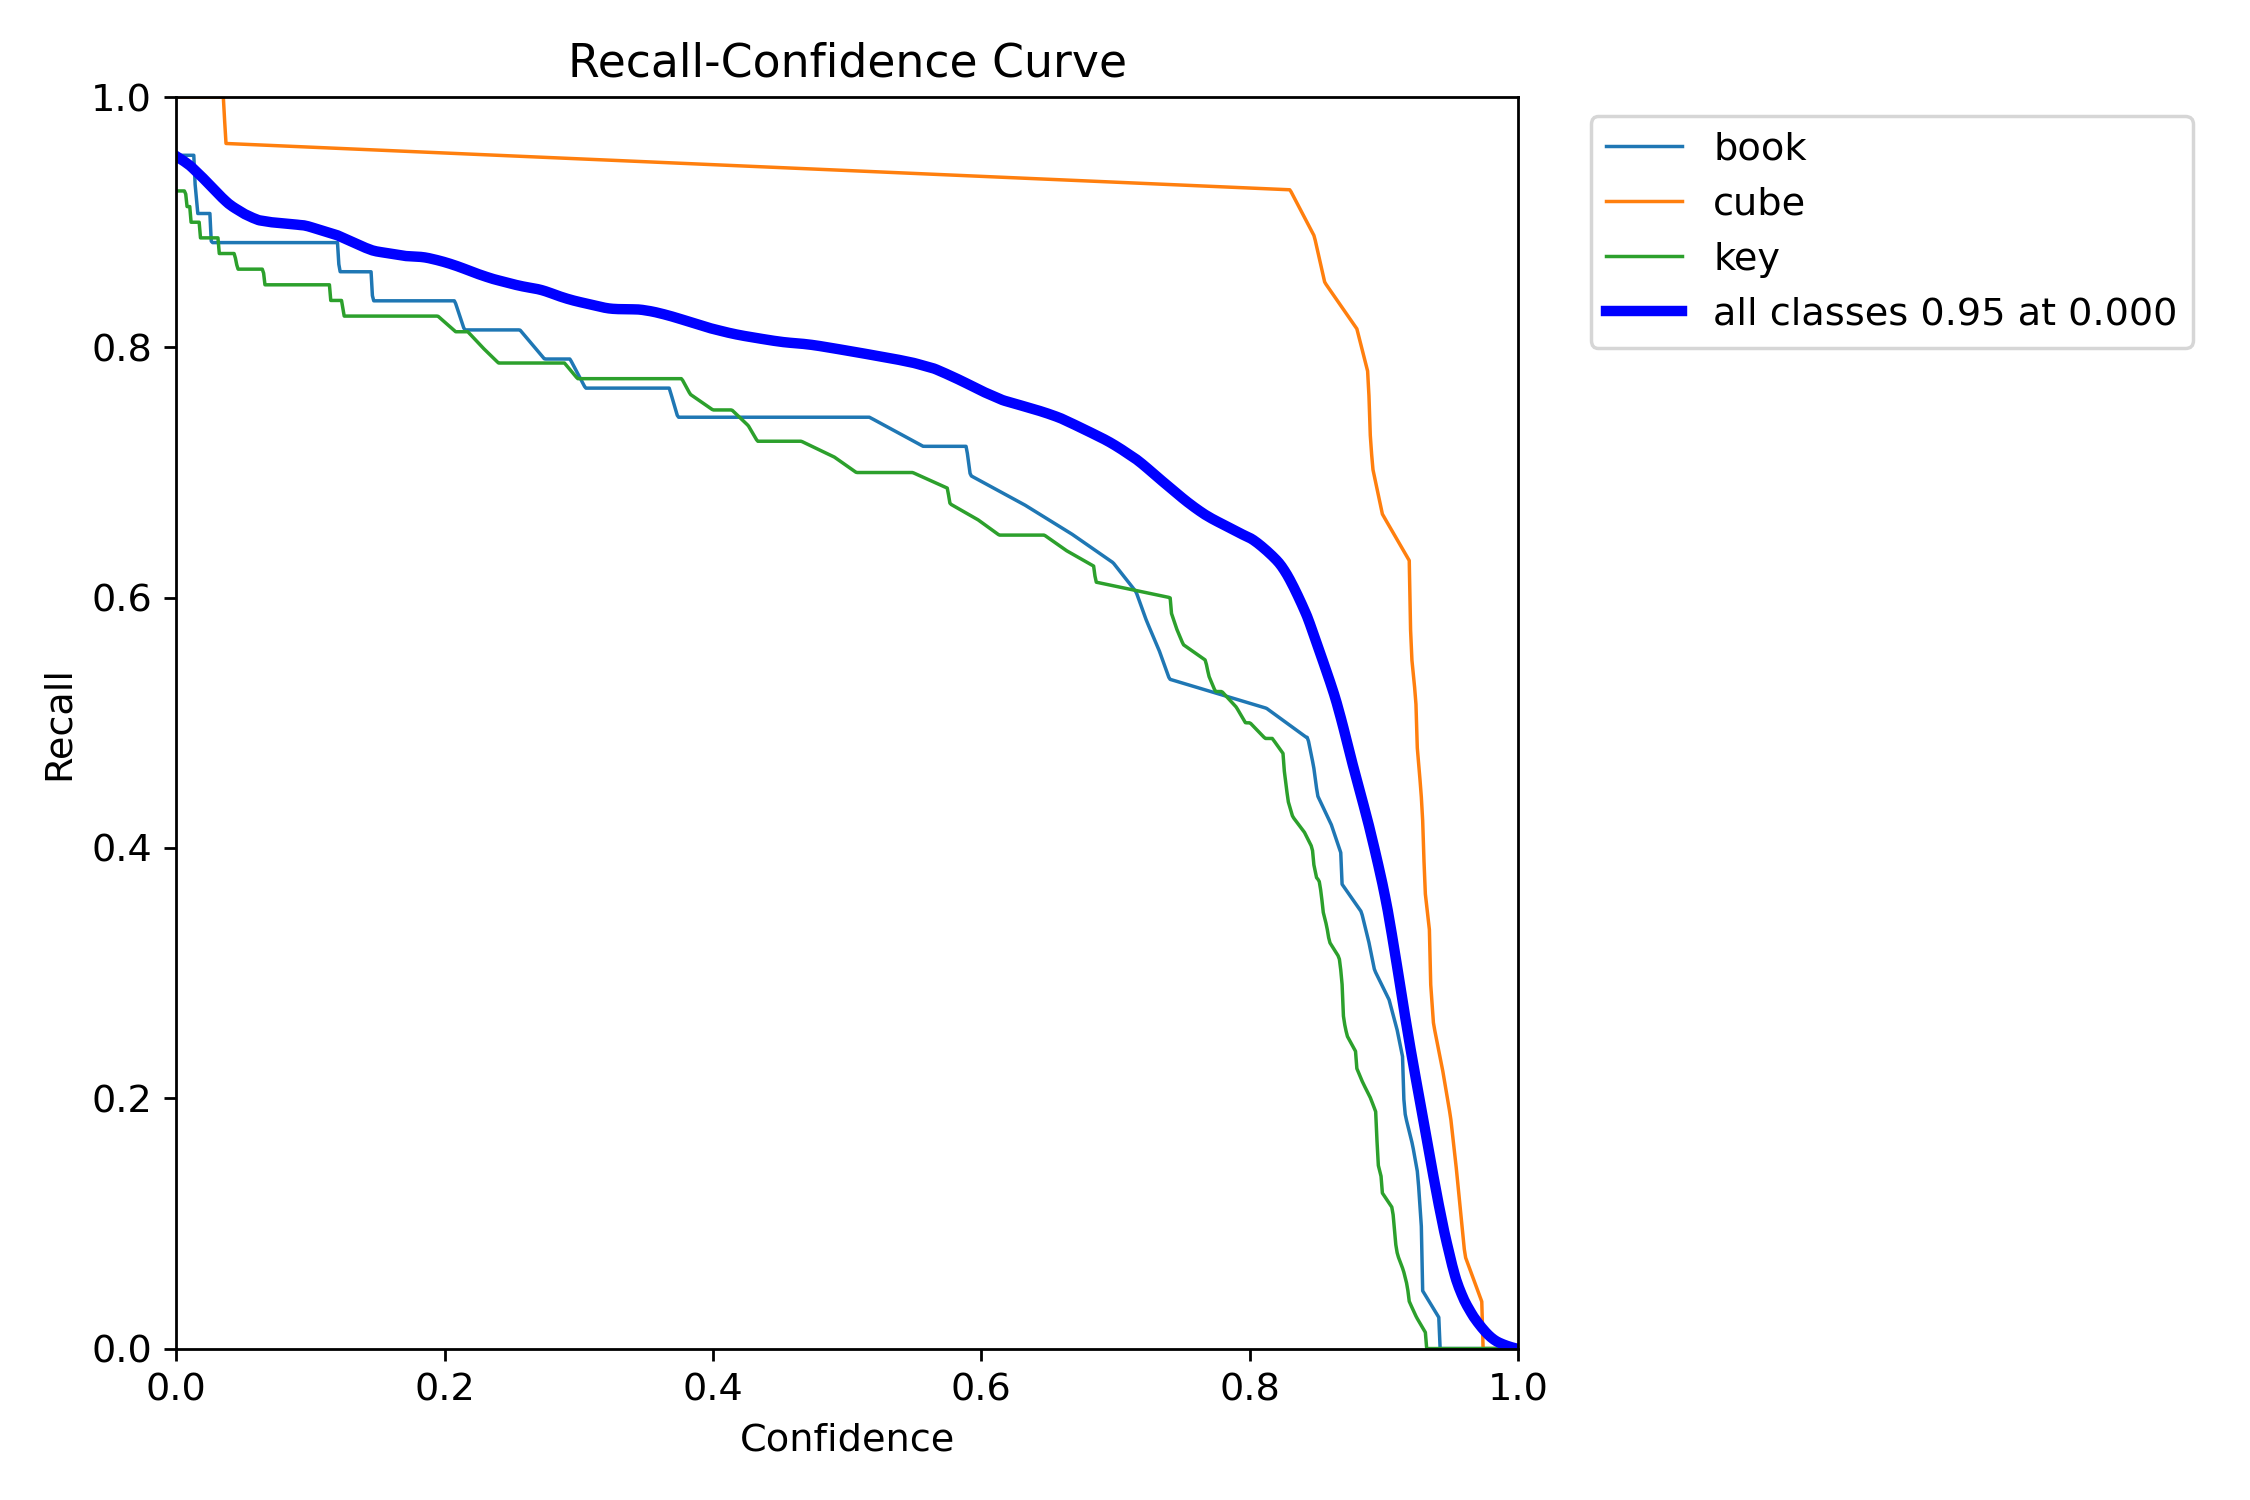 Recall-Confidence Curve
1.0
0.8
0.6
0.4
0.2
0.0
Recall
0.0 0.2 0.4 0.6 0.8 1.0
Confidence
book
cube
key
all classes 0.95 at 0.000